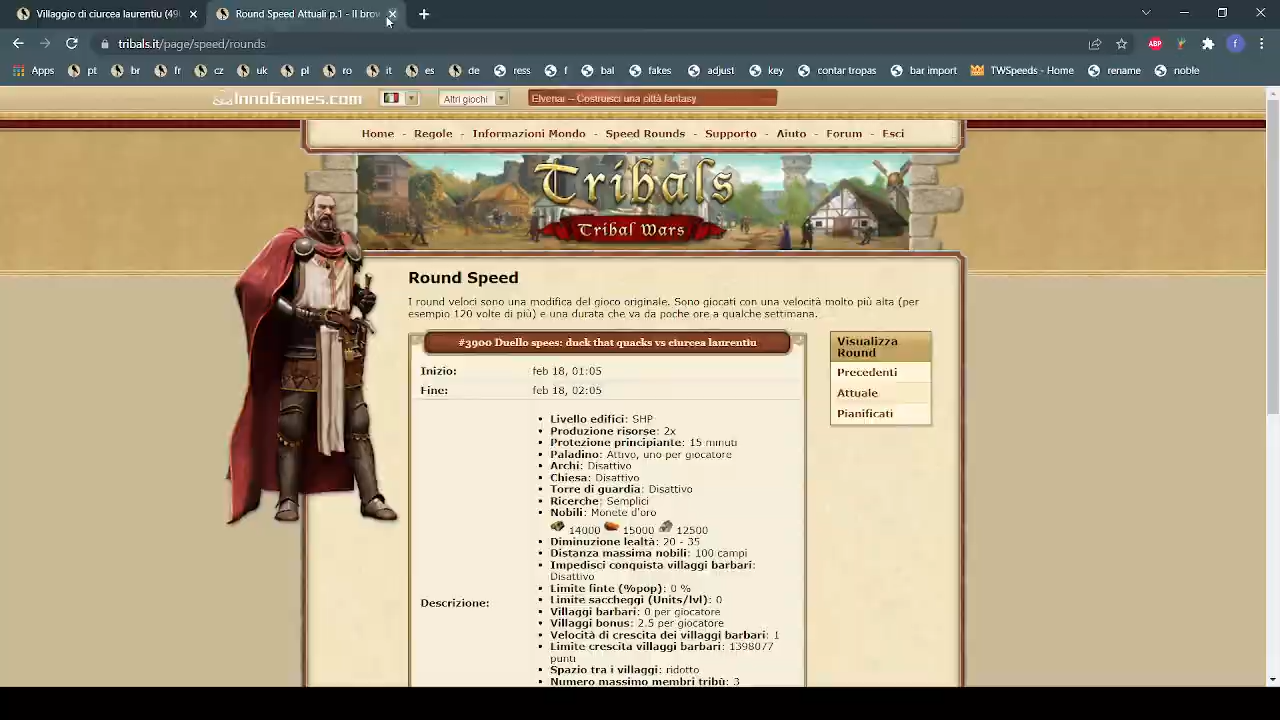 Villaggio di ciurcea laurentiu (49
Round Speed Attuali p.1 - Il brow
tribals.it/page/speed/rounds
ABP
f
Apps pt br fr cz uk pl ro it es de ress f bal fakes adjust key contar tropas bar import TWSpeeds - Home rename noble
InnoGames.com Altri giochi Elvenar – Costruisci una città fantasy
Home - Regole - Informazioni Mondo - Speed Rounds - Supporto - Aiuto - Forum - Esci
Tribals
Tribal Wars
Round Speed
I round veloci sono una modifica del gioco originale. Sono giocati con una velocità molto più alta (per
esempio 120 volte di più) e una durata che va da poche ore a qualche settimana.
#3900 Duello spees: duck that quacks vs ciurcea laurentiu
Inizio: feb 18, 01:05
Fine: feb 18, 02:05
Descrizione:
Livello edifici: SHP
Produzione risorse: 2x
Protezione principiante: 15 minuti
Paladino: Attivo, uno per giocatore
Archi: Disattivo
Chiesa: Disattivo
Torre di guardia: Disattivo
Ricerche: Semplici
Nobili: Monete d'oro
14000 15000 12500
Diminuzione lealtà: 20 - 35
Distanza massima nobili: 100 campi
Impedisci conquista villaggi barbari:
Disattivo
Limite finte (%pop): 0 %
Limite saccheggi (Units/lvl): 0
Villaggi barbari: 0 per giocatore
Villaggi bonus: 2.5 per giocatore
Velocità di crescita dei villaggi barbari: 1
Limite crescita villaggi barbari: 1398077
punti
Spazio tra i villaggi: ridotto
Numero massimo membri tribù: 3
Visualizza
Round
Precedenti
Attuale
Pianificati